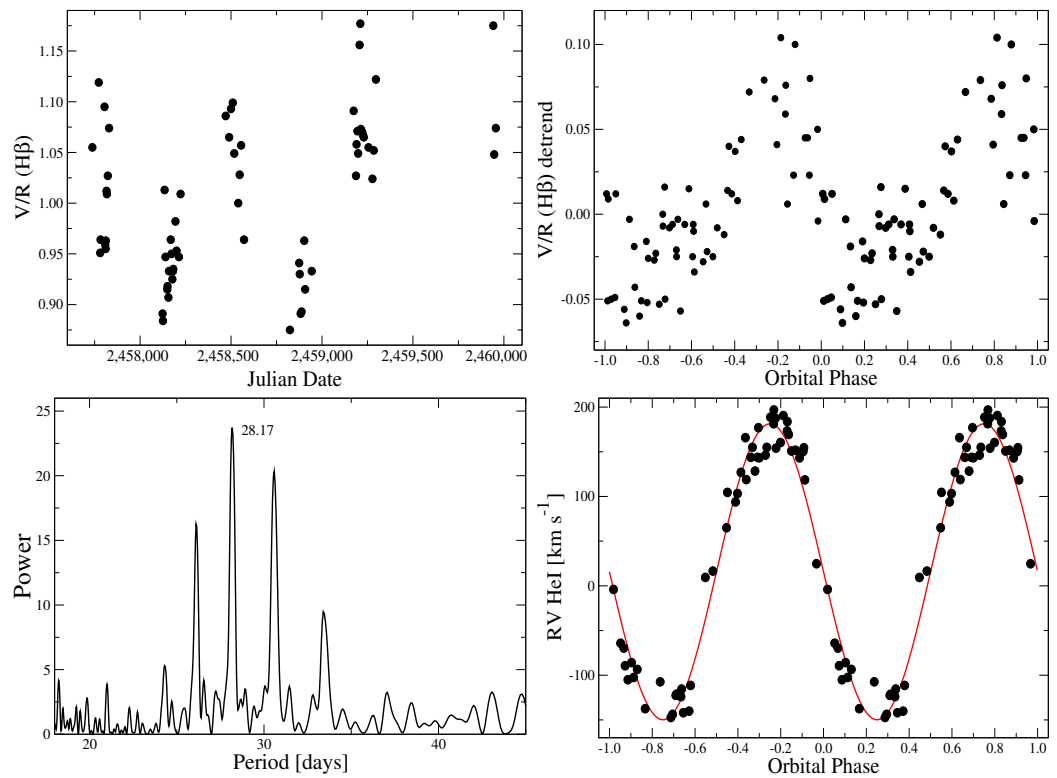 V/R (Hβ)
1.15
1.10
1.05
1.00
0.95
0.90
2,458,000
2,458,500
2,459,000
2,459,500
2,460,000
Julian Date
V/R (Hβ) detrend
0.10
0.05
0.00
-0.05
-1.0 -0.8 -0.6 -0.4 -0.2 0.0 0.2 0.4 0.6 0.8 1.0
Orbital Phase
Power
25
20
15
10
5
0
28.17
20
30
40
Period [days]
RV HeI [km s⁻¹]
200
100
0
-100
-1.0 -0.8 -0.6 -0.4 -0.2 0.0 0.2 0.4 0.6 0.8 1.0
Orbital Phase